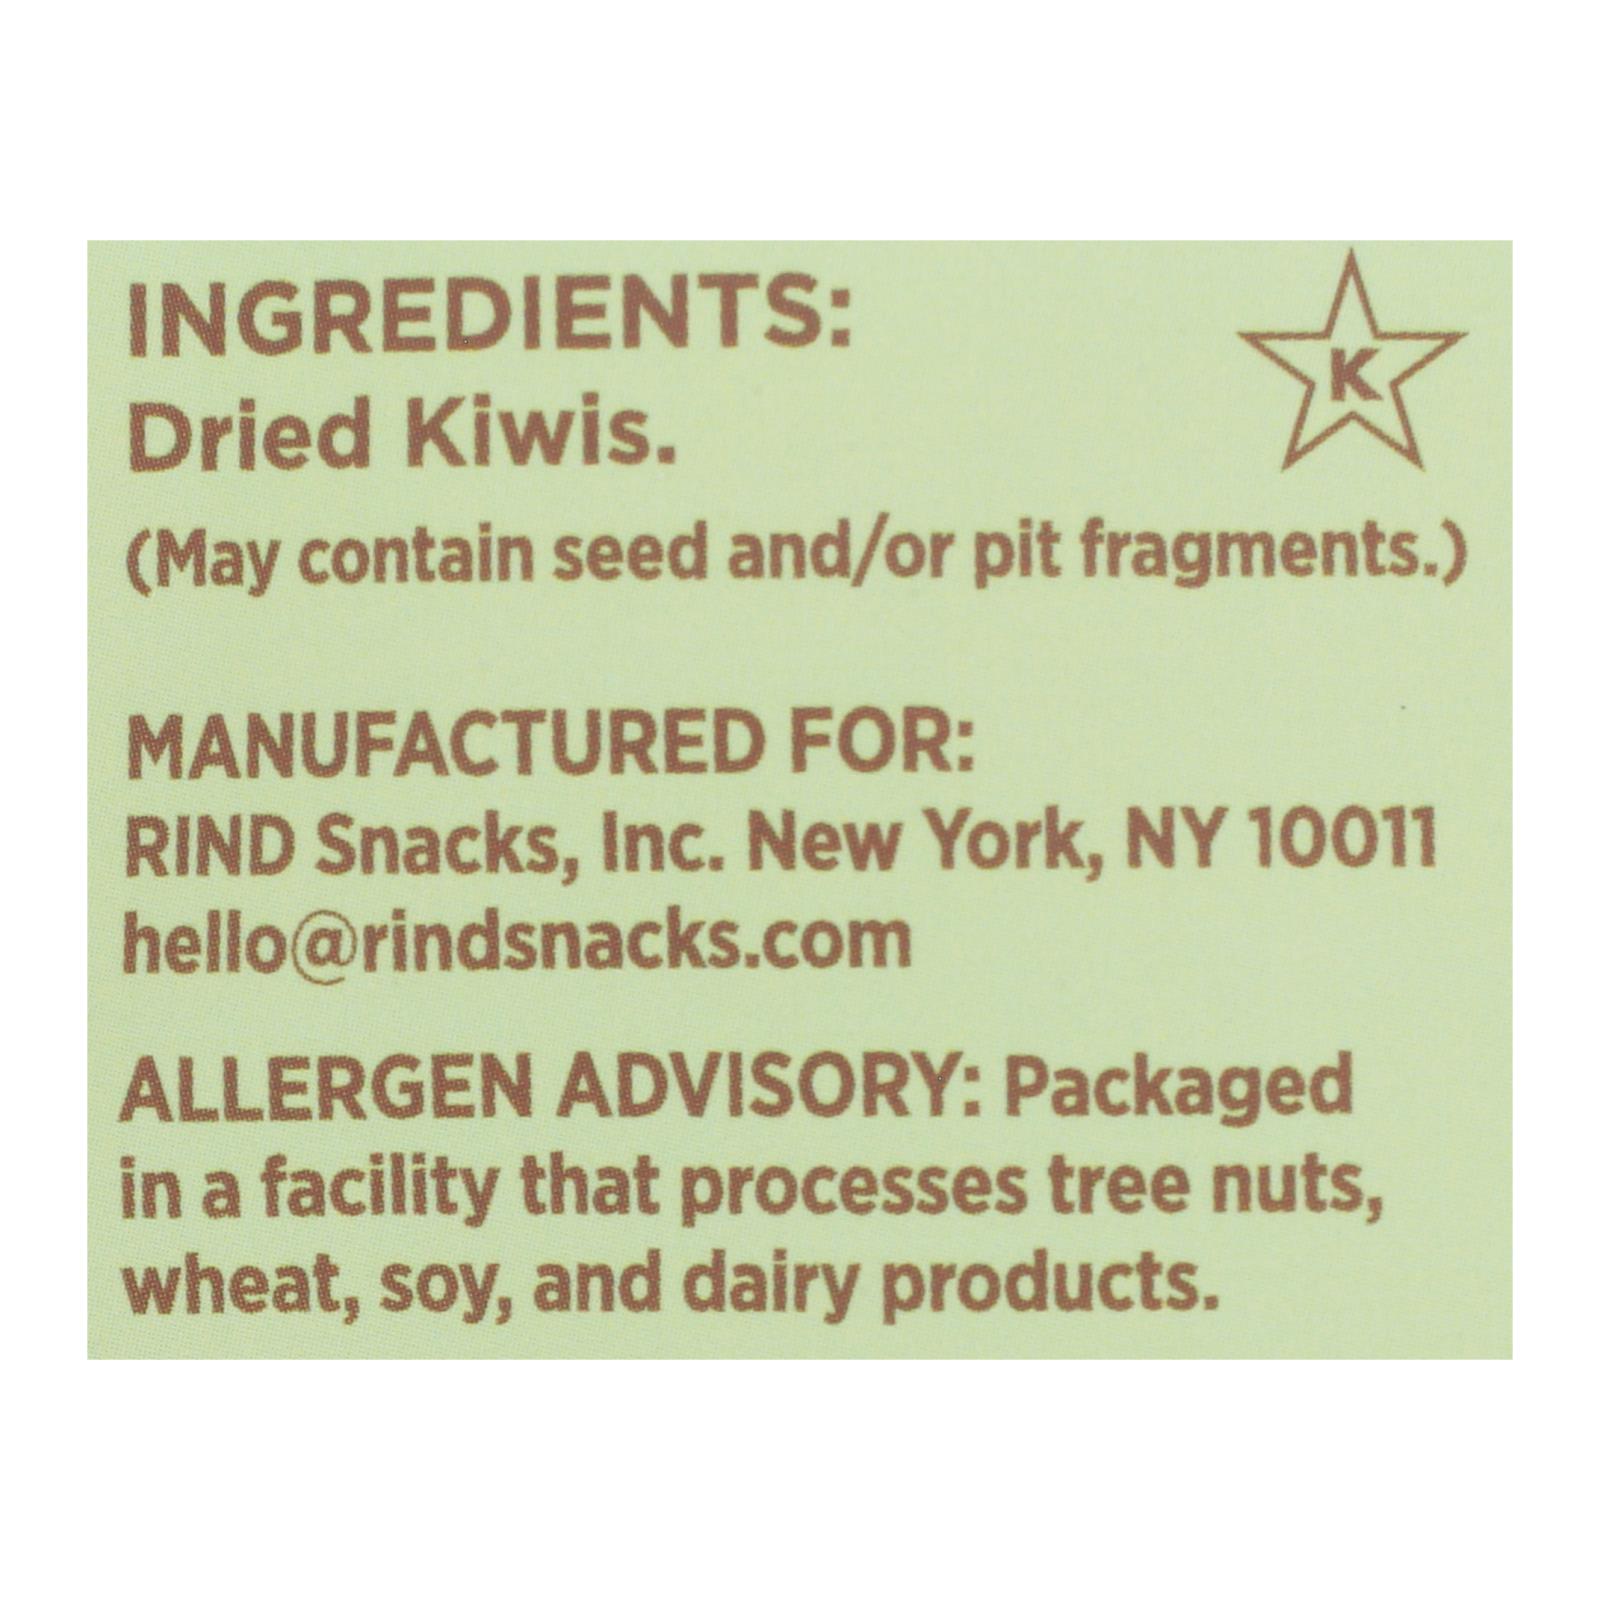 INGREDIENTS:
K
Dried Kiwis.
(May contain seed and/or pit fragments.)
MANUFACTURED FOR:
RIND Snacks, Inc. New York, NY 10011
hello@rindsnacks.com
ALLERGEN ADVISORY: Packaged
in a facility that processes tree nuts,
wheat, soy, and dairy products.